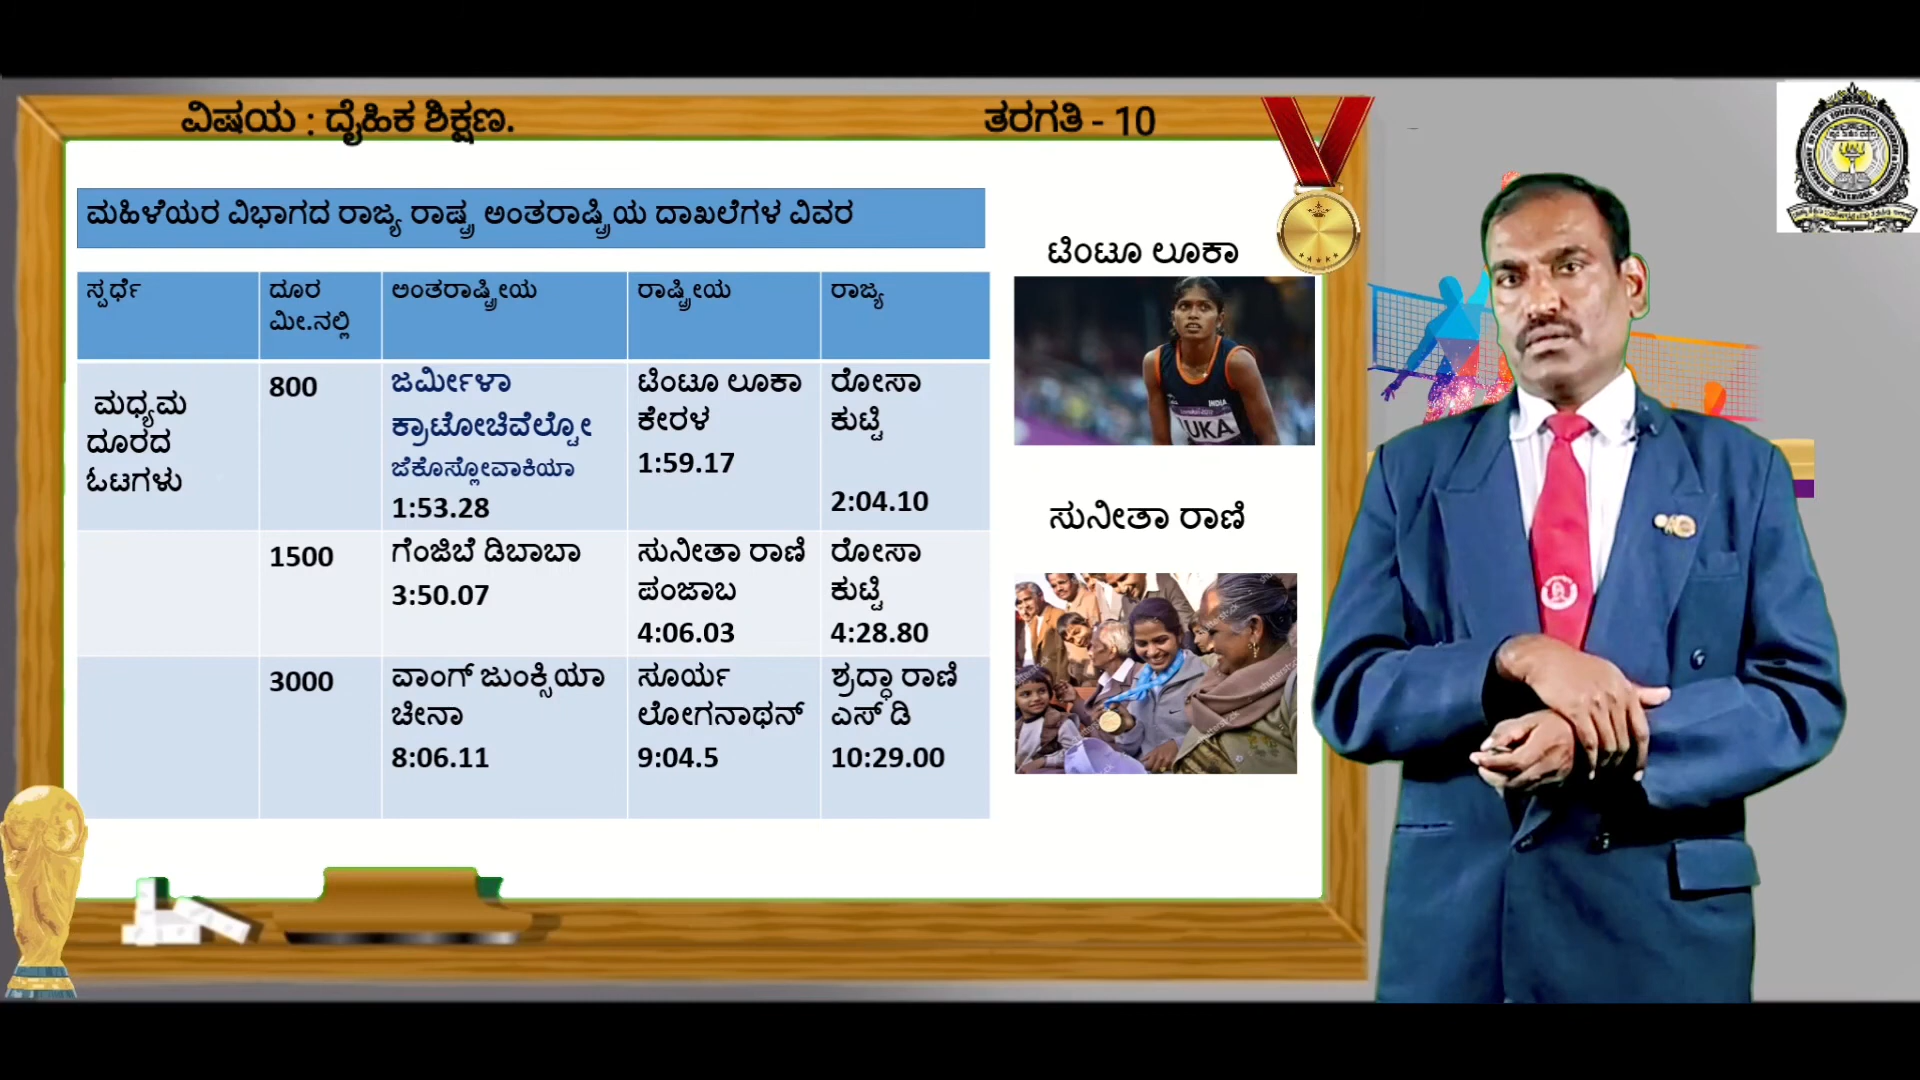 ವಿಷಯ : ದೈಹಿಕ ಶಿಕ್ಷಣ.
ತರಗತಿ - 10
ಮಹಿಳೆಯರ ವಿಭಾಗದ ರಾಜ್ಯ ರಾಷ್ಟ್ರ ಅಂತರಾಷ್ಟ್ರಿಯ ದಾಖಲೆಗಳ ವಿವರ
ಸ್ಪರ್ಧೆ
ದೂರ
ಮೀ.ನಲ್ಲಿ
ಅಂತರಾಷ್ಟ್ರೀಯ
ರಾಷ್ಟ್ರೀಯ
ರಾಜ್ಯ
ಮಧ್ಯಮ
ದೂರದ
ಓಟಗಳು
800
ಜರ್ಮೀಳಾ
ಕ್ರಾಟೋಚಿವೆಲ್ಟೋ
ಜೆಕೊಸ್ಲೋವಾಕಿಯಾ
1:53.28
ಟಿಂಟೂ ಲೂಕಾ
ಕೇರಳ
1:59.17
ರೋಸಾ
ಕುಟ್ಟಿ
2:04.10
1500
ಗೆಂಜಿಬೆ ಡಿಬಾಬಾ
3:50.07
ಸುನೀತಾ ರಾಣಿ
ಪಂಜಾಬ
4:06.03
ರೋಸಾ
ಕುಟ್ಟಿ
4:28.80
3000
ವಾಂಗ್ ಜುಂಕ್ಸಿಯಾ
ಚೀನಾ
8:06.11
ಸೂರ್ಯ
ಲೋಗನಾಥನ್
9:04.5
ಶ್ರದ್ಧಾ ರಾಣಿ
ಎಸ್ ಡಿ
10:29.00
ಟಿಂಟೂ ಲೂಕಾ
INDIA
LUKA
ಸುನೀತಾ ರಾಣಿ